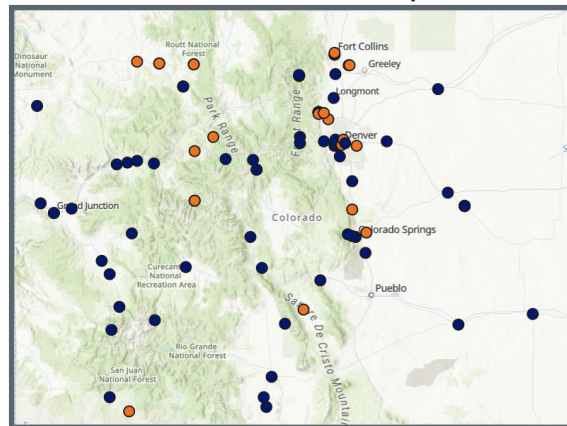 Routt National
Forest
Dinosaur
National
Monument
Fort Collins
Greeley
Longmont
Park Range
Front Range
Denver
Grand Junction
Colorado
Colorado Springs
Curecanti
National
Recreation Area
Pueblo
Sangre De Cristo Mountai
Rio Grande
National Forest
San Juan
National Forest